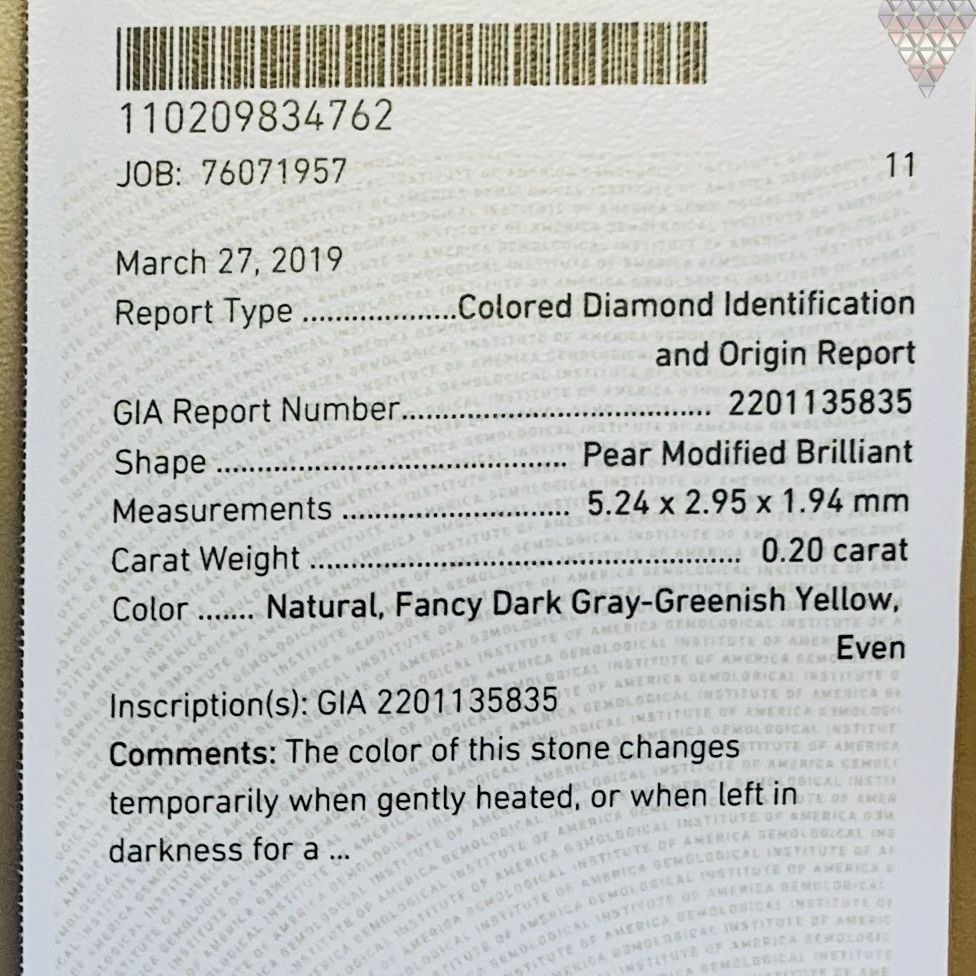 110209834762
JOB: 76071957 11
March 27, 2019
Report Type ...................Colored Diamond Identification
and Origin Report
GIA Report Number...................................... 2201135835
Shape ........................................... Pear Modified Brilliant
Measurements ............................ 5.24 x 2.95 x 1.94 mm
Carat Weight ..................................................... 0.20 carat
Color ....... Natural, Fancy Dark Gray-Greenish Yellow,
Even
Inscription(s): GIA 2201135835
Comments: The color of this stone changes
temporarily when gently heated, or when left in
darkness for a ...